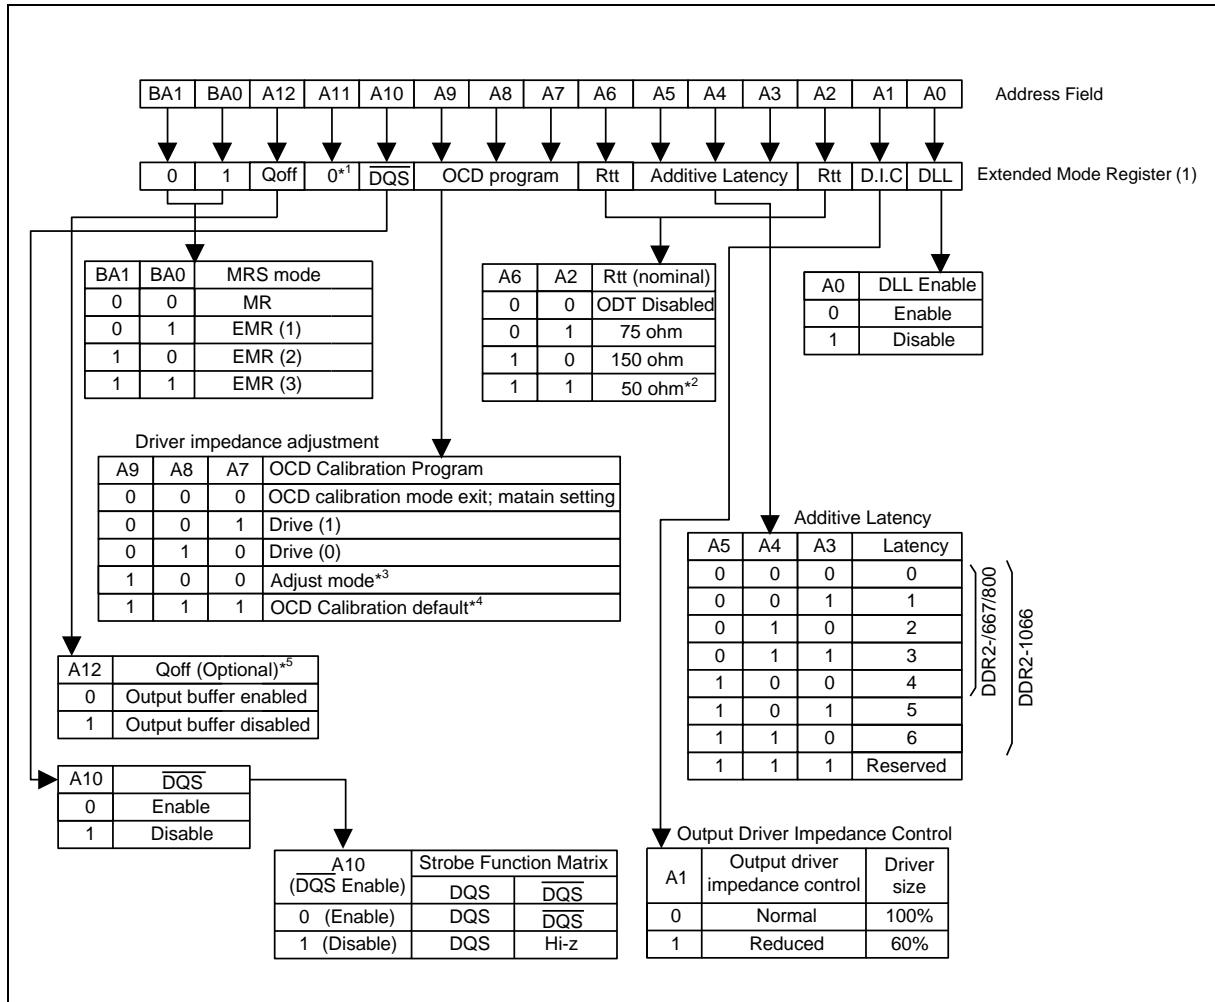 BA1 BA0 A12 A11 A10 A9 A8 A7 A6 A5 A4 A3 A2 A1 A0 Address Field
0 1 Qoff 0*1 DQS OCD program Rtt Additive Latency Rtt D.I.C DLL Extended Mode Register (1)
BA1 BA0 MRS mode
0 0 MR
0 1 EMR (1)
1 0 EMR (2)
1 1 EMR (3)
A6 A2 Rtt (nominal)
0 0 ODT Disabled
0 1 75 ohm
1 0 150 ohm
1 1 50 ohm*2
A0 DLL Enable
0 Enable
1 Disable
Driver impedance adjustment
A9 A8 A7 OCD Calibration Program
0 0 0 OCD calibration mode exit; matain setting
0 0 1 Drive (1)
0 1 0 Drive (0)
1 0 0 Adjust mode*3
1 1 1 OCD Calibration default*4
Additive Latency
A5 A4 A3 Latency
0 0 0 0
0 0 1 1
0 1 0 2
0 1 1 3
1 0 0 4
1 0 1 5
1 1 0 6
1 1 1 Reserved
DDR2-/667/800
DDR2-1066
A12 Qoff (Optional)*5
0 Output buffer enabled
1 Output buffer disabled
A10 DQS
0 Enable
1 Disable
A10 (DQS Enable) Strobe Function Matrix
DQS DQS
0 (Enable) DQS DQS
1 (Disable) DQS Hi-z
Output Driver Impedance Control
A1 Output driver impedance control Driver size
0 Normal 100%
1 Reduced 60%